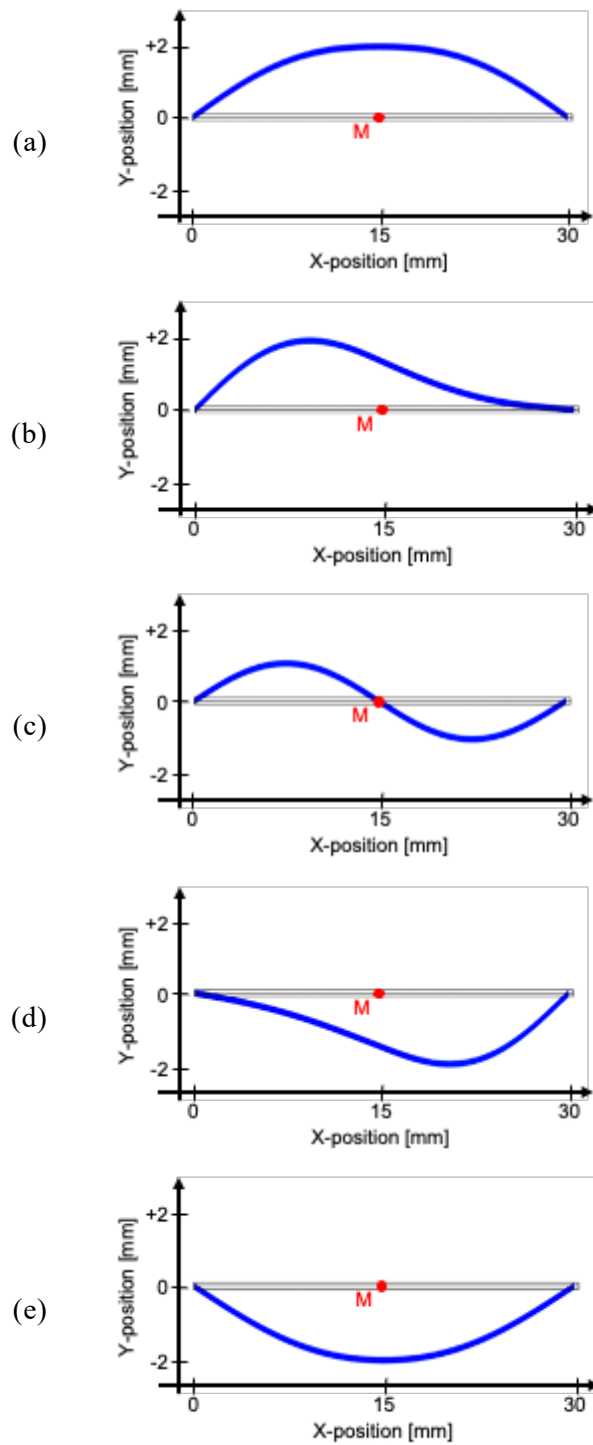 (a)
Y-position [mm]
+2
0
-2
M
0 15 30
X-position [mm]
(b)
Y-position [mm]
+2
0
-2
M
0 15 30
X-position [mm]
(c)
Y-position [mm]
+2
0
-2
M
0 15 30
X-position [mm]
(d)
Y-position [mm]
+2
0
-2
M
0 15 30
X-position [mm]
(e)
Y-position [mm]
+2
0
-2
M
0 15 30
X-position [mm]